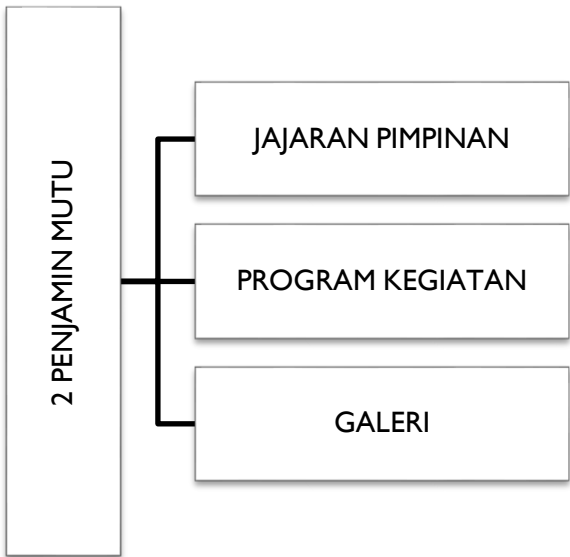 2 PENJAMIN MUTU
JAJARAN PIMPINAN
PROGRAM KEGIATAN
GALERI